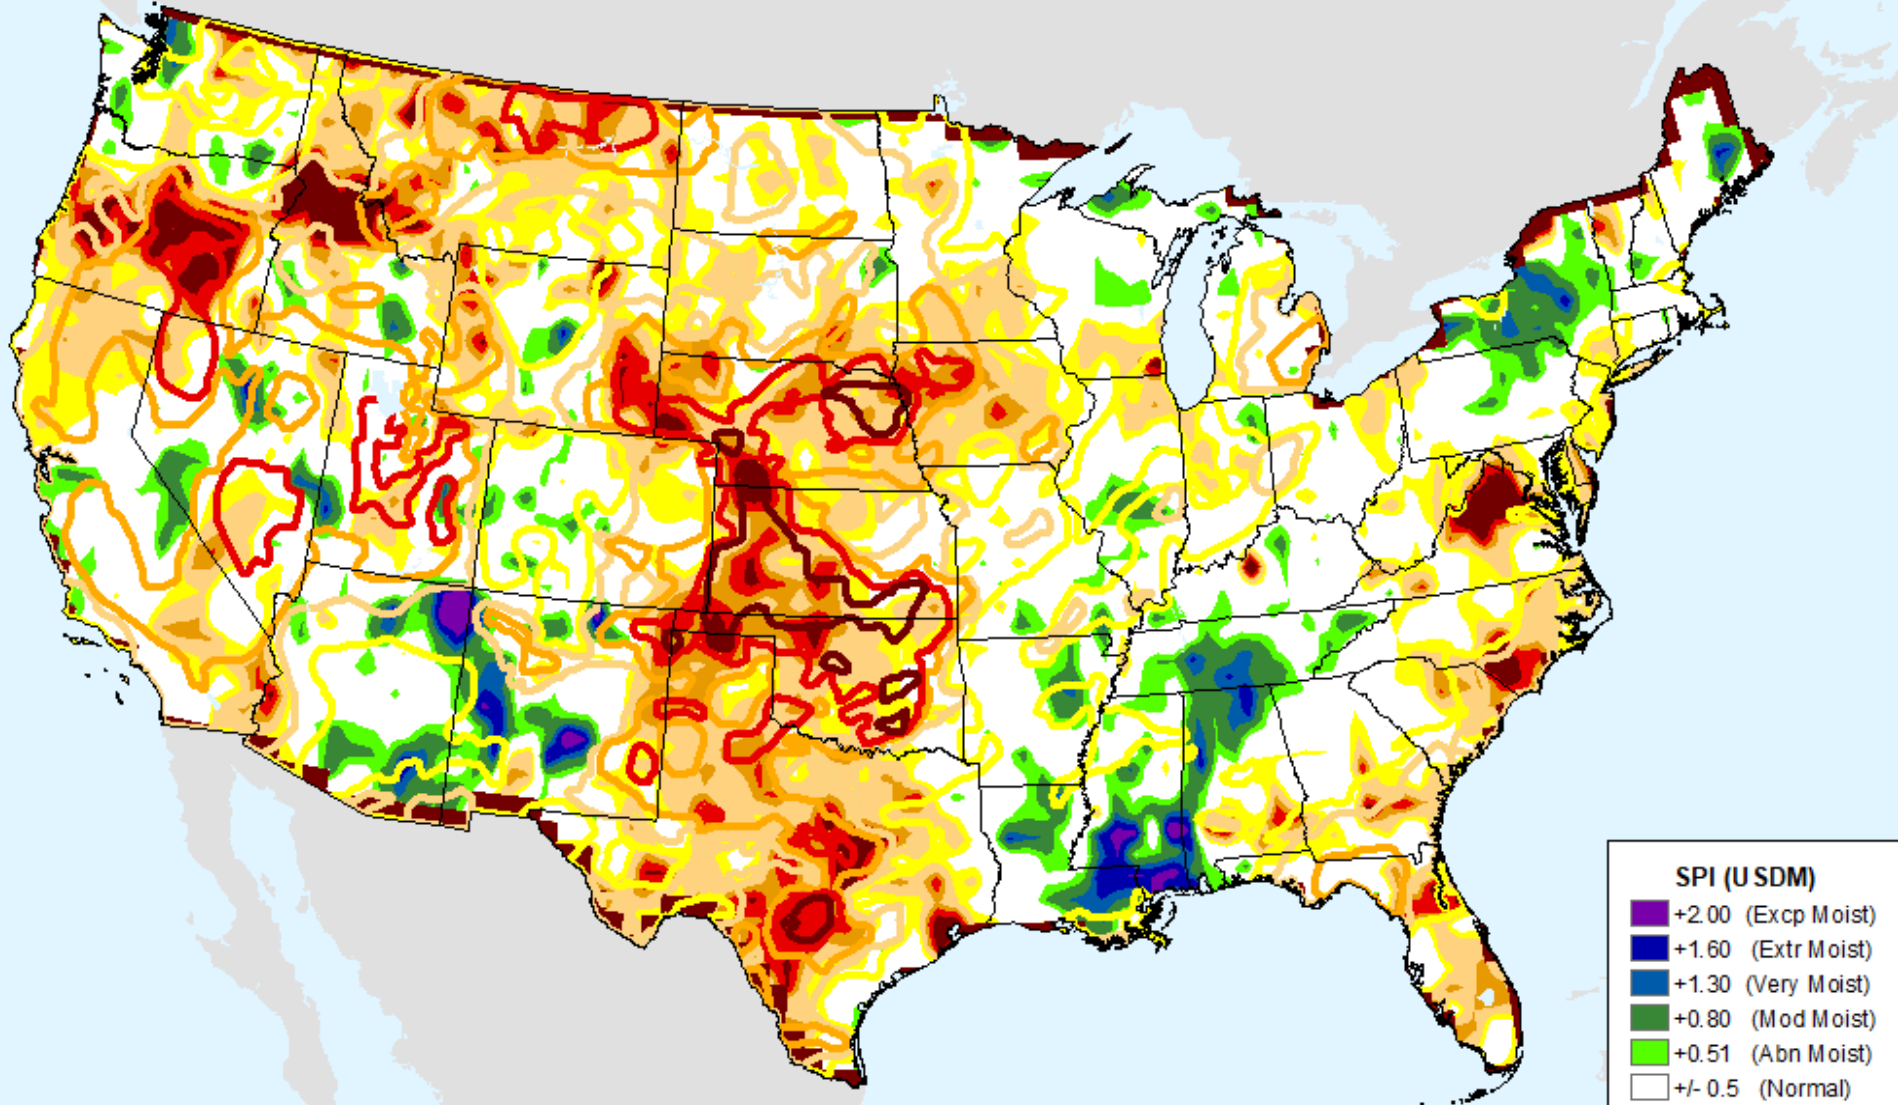 SPI (USDM)
+2.00 (Excp Moist)
+1.60 (Extr Moist)
+1.30 (Very Moist)
+0.80 (Mod Moist)
+0.51 (Abn Moist)
+/- 0.5 (Normal)